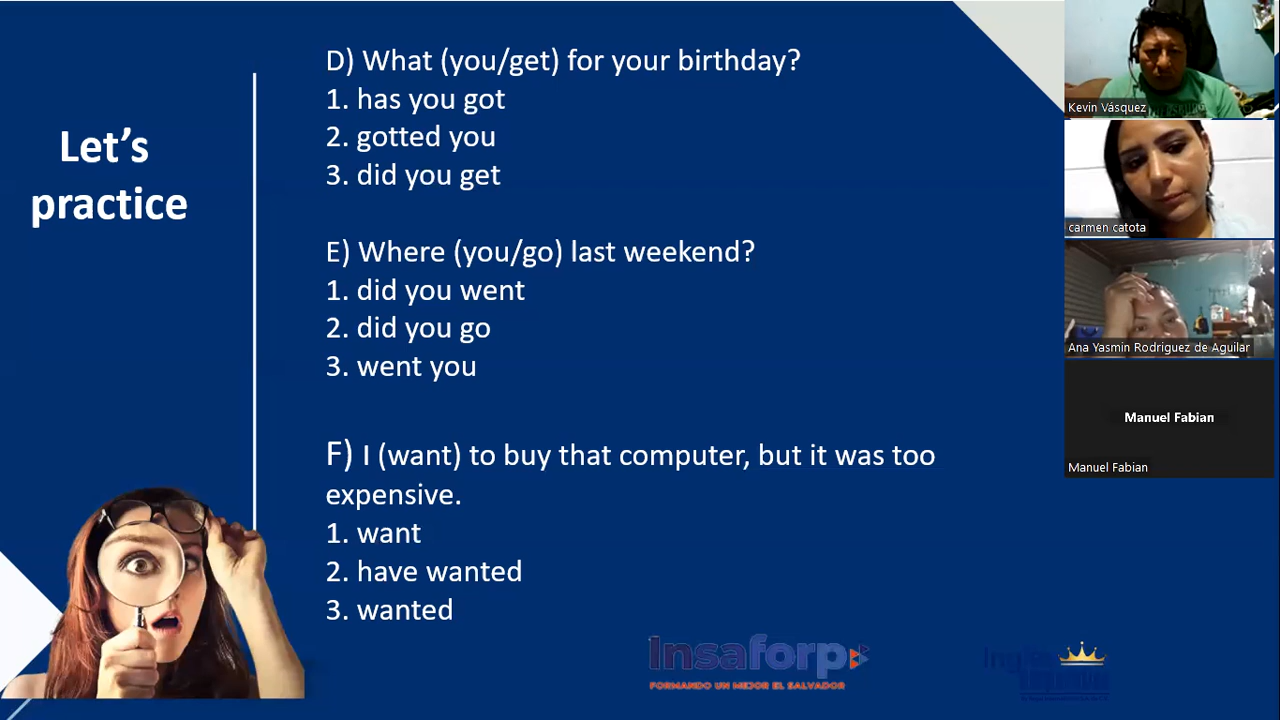 Let's
practice
D) What (you/get) for your birthday?
1. has you got
2. gotted you
3. did you get
E) Where (you/go) last weekend?
1. did you went
2. did you go
3. went you
F) I (want) to buy that computer, but it was too
expensive.
1. want
2. have wanted
3. wanted
Insaforp
FORMANDO UN MEJOR EL SALVADOR
Kevin Vásquez
carmen catota
Ana Yasmin Rodriguez de Aguilar
Manuel Fabian
Manuel Fabian